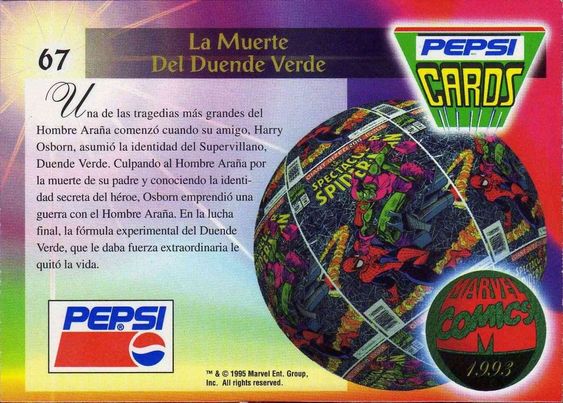 67
La Muerte
Del Duende Verde
PEPSI
CARDS
Una de las tragedias más grandes del
Hombre Araña comenzó cuando su amigo, Harry
Osborn, asumió la identidad del Supervillano,
Duende Verde. Culpando al Hombre Araña por
la muerte de su padre y conociendo la identi-
dad secreta del héroe, Osborn emprendió una
guerra con el Hombre Araña. En la lucha
final, la fórmula experimental del Duende
Verde, que le daba fuerza extraordinaria le
quitó la vida.
SPECTACULAR
SPIDER
MARVEL
COMICS
M
1993
PEPSI®
™ & © 1995 Marvel Ent. Group,
Inc. All rights reserved.